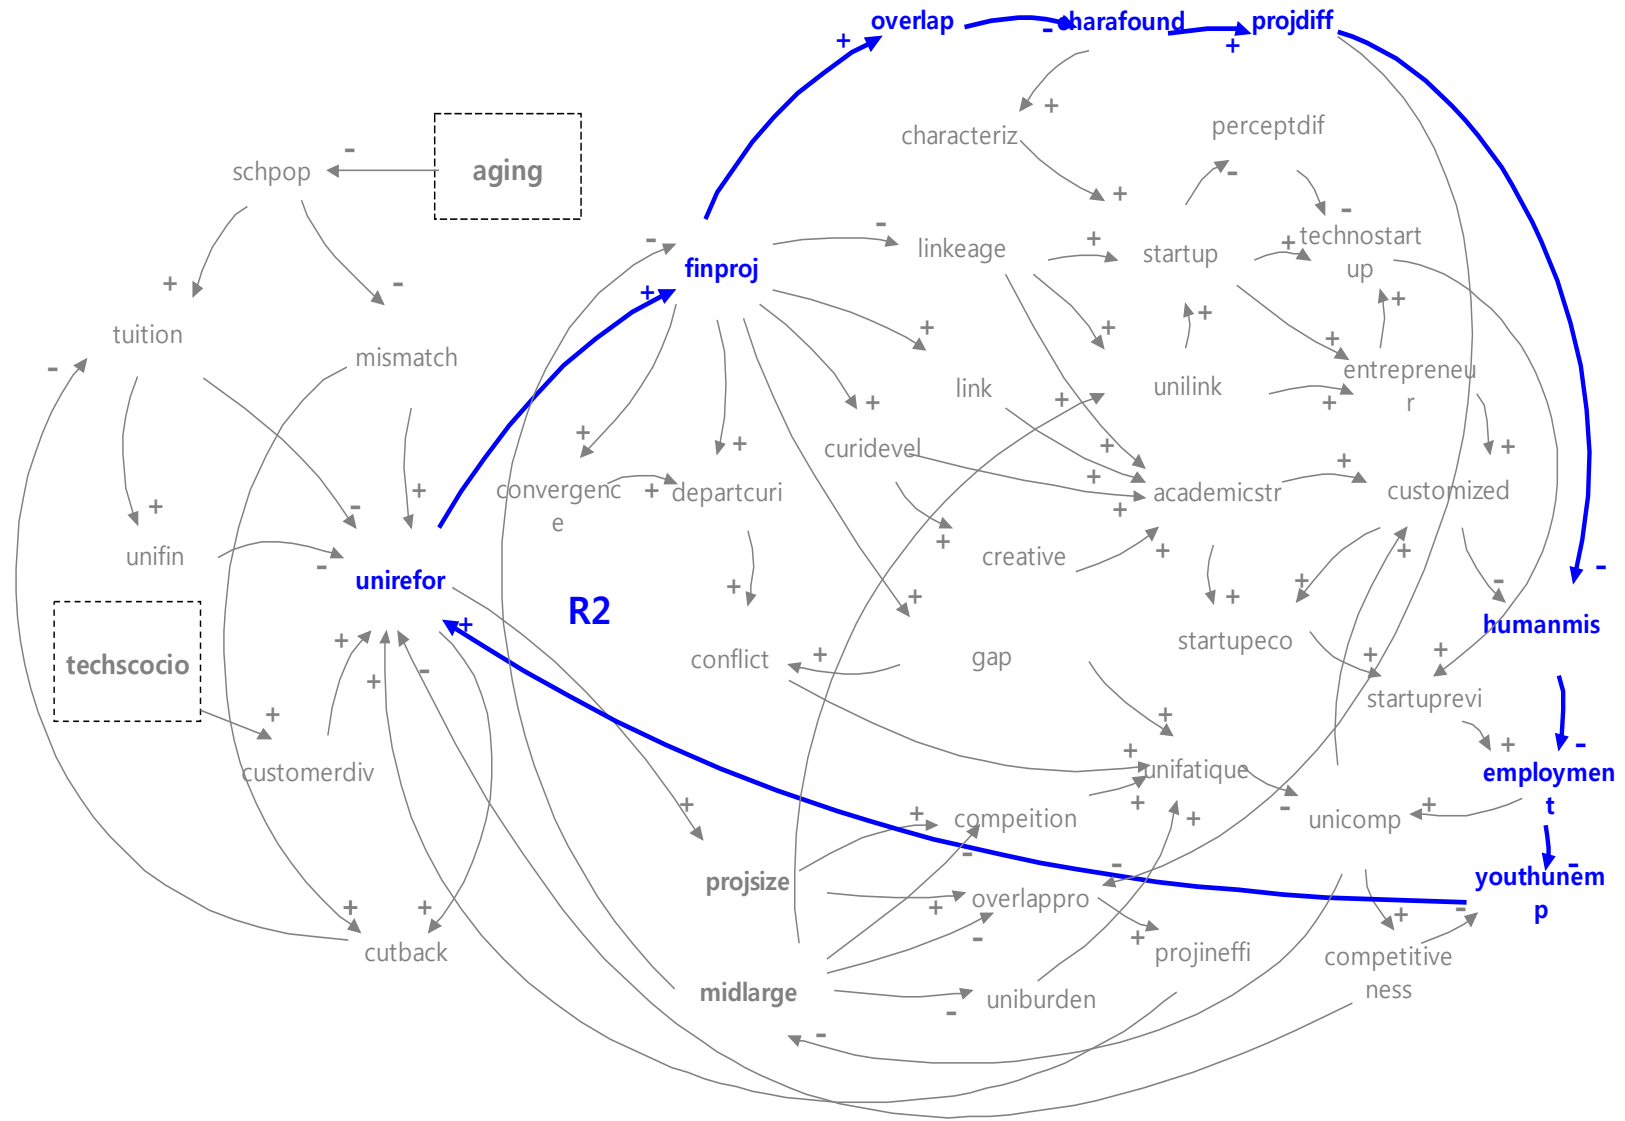 overlap
charafound
projdiff
characteriz
perceptdif
schpop
aging
linkeage
startup
technostart
up
finproj
tuition
mismatch
link
unilink
entrepreneu
r
curidevel
convergenc
e
departcuri
academicstr
customized
unifin
creative
unirefor
R2
humanmis
techscocio
conflict
gap
startupeco
startuprevi
customerdiv
unifatique
employmen
t
compeition
unicomp
projsize
overlappro
youthunem
p
cutback
projineffi
competitive
ness
midlarge
uniburden